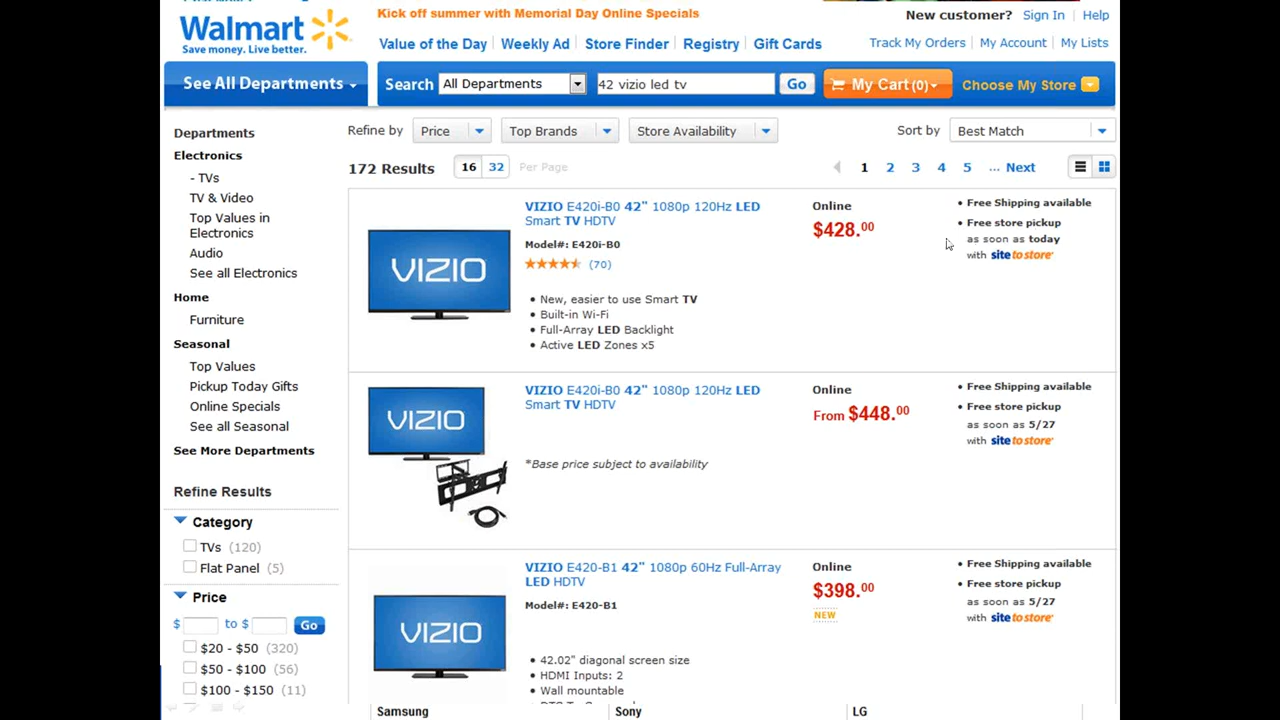 Kick off summer with Memorial Day Online Specials
New customer? Sign In Help
Walmart
Save money. Live better.
Value of the Day Weekly Ad Store Finder Registry Gift Cards
Track My Orders My Account My Lists
See All Departments
Search All Departments 42 vizio led tv Go
My Cart (0)
Choose My Store
Departments
Electronics
- TVs
TV & Video
Top Values in
Electronics
Audio
See all Electronics
Home
Furniture
Seasonal
Top Values
Pickup Today Gifts
Online Specials
See all Seasonal
See More Departments
Refine Results
Category
TVs (120)
Flat Panel (5)
Price
$ to $ Go
$20 - $50 (320)
$50 - $100 (56)
$100 - $150 (11)
Refine by Price Top Brands Store Availability
Sort by Best Match
172 Results 16 32 Per Page
1 2 3 4 5 ... Next
VIZIO
VIZIO E420i-B0 42" 1080p 120Hz LED
Smart TV HDTV
Model#: E420i-B0
(70)
• New, easier to use Smart TV
• Built-in Wi-Fi
• Full-Array LED Backlight
• Active LED Zones x5
Online
$428.00
• Free Shipping available
• Free store pickup
as soon as today
with site to store
VIZIO
VIZIO E420i-B0 42" 1080p 120Hz LED
Smart TV HDTV
*Base price subject to availability
Online
From $448.00
• Free Shipping available
• Free store pickup
as soon as 5/27
with site to store
VIZIO
VIZIO E420-B1 42" 1080p 60Hz Full-Array
LED HDTV
Model#: E420-B1
• 42.02" diagonal screen size
• HDMI Inputs: 2
• Wall mountable
Online
$398.00
NEW
• Free Shipping available
• Free store pickup
as soon as 5/27
with site to store
Samsung Sony LG